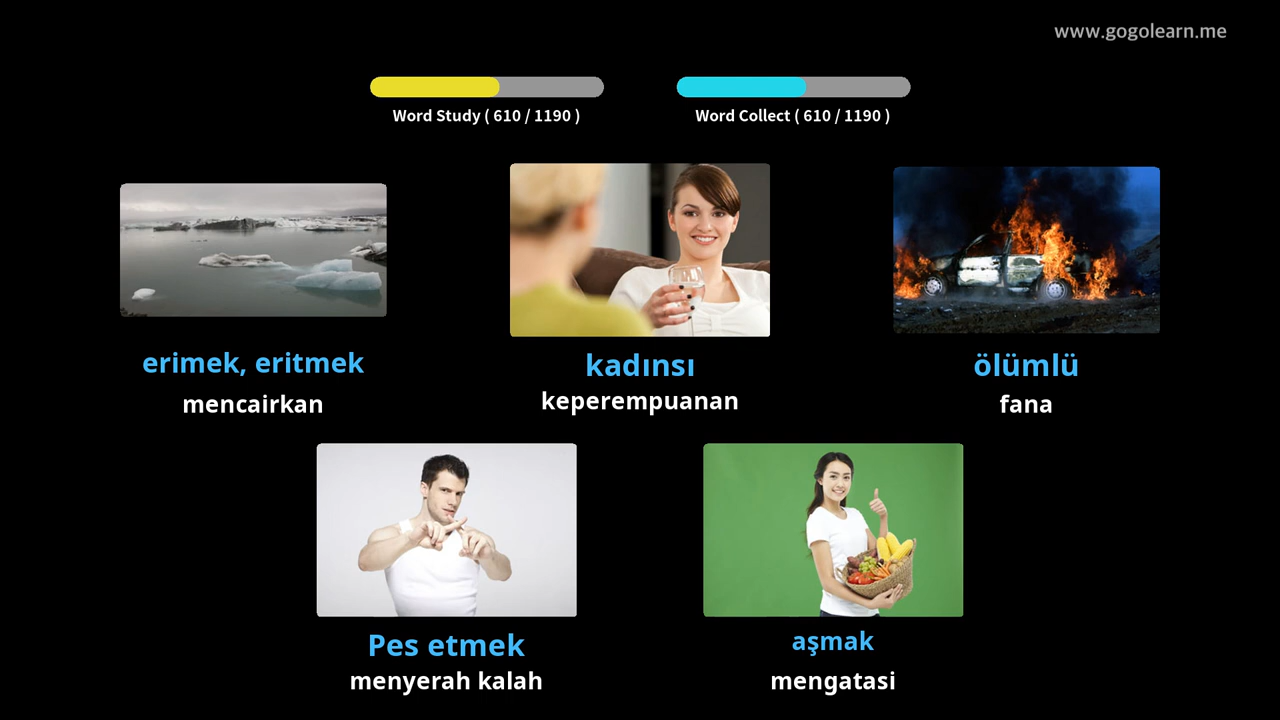 www.gogolearn.me
Word Study ( 610 / 1190 )
Word Collect ( 610 / 1190 )
erimek, eritmek
mencairkan
kadınsı
keperempuanan
ölümlü
fana
Pes etmek
menyerah kalah
aşmak
mengatasi